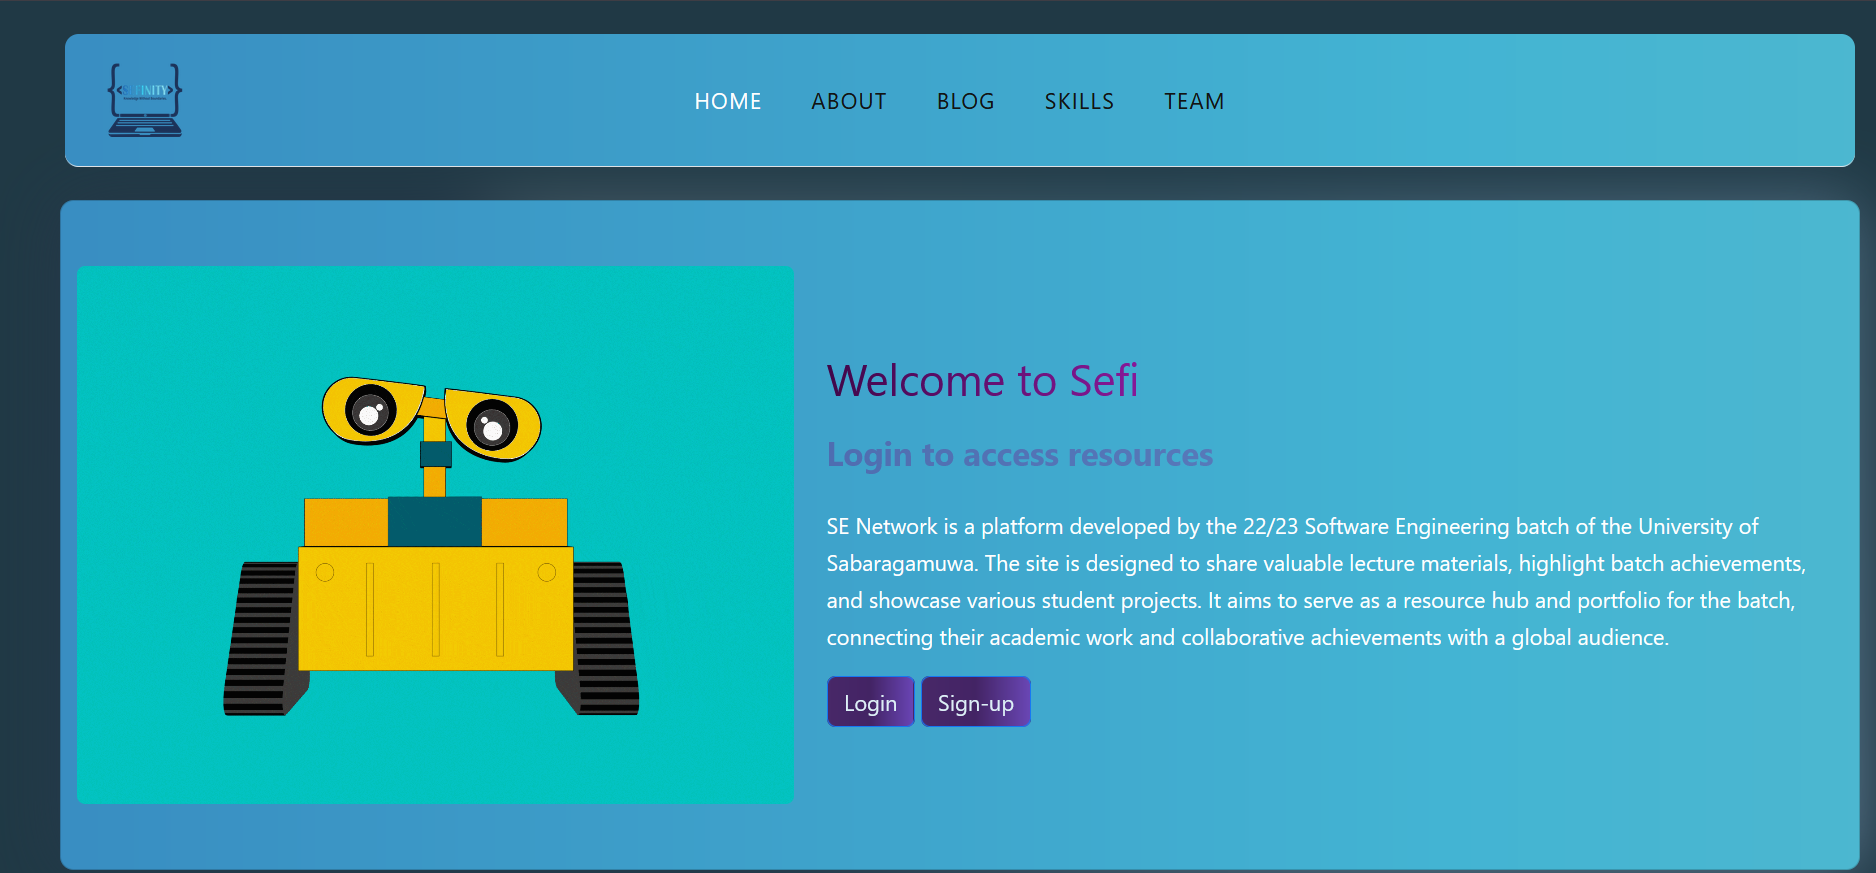 HOME ABOUT BLOG SKILLS TEAM
Welcome to Sefi
Login to access resources
SE Network is a platform developed by the 22/23 Software Engineering batch of the University of
Sabaragamuwa. The site is designed to share valuable lecture materials, highlight batch achievements,
and showcase various student projects. It aims to serve as a resource hub and portfolio for the batch,
connecting their academic work and collaborative achievements with a global audience.
Login Sign-up